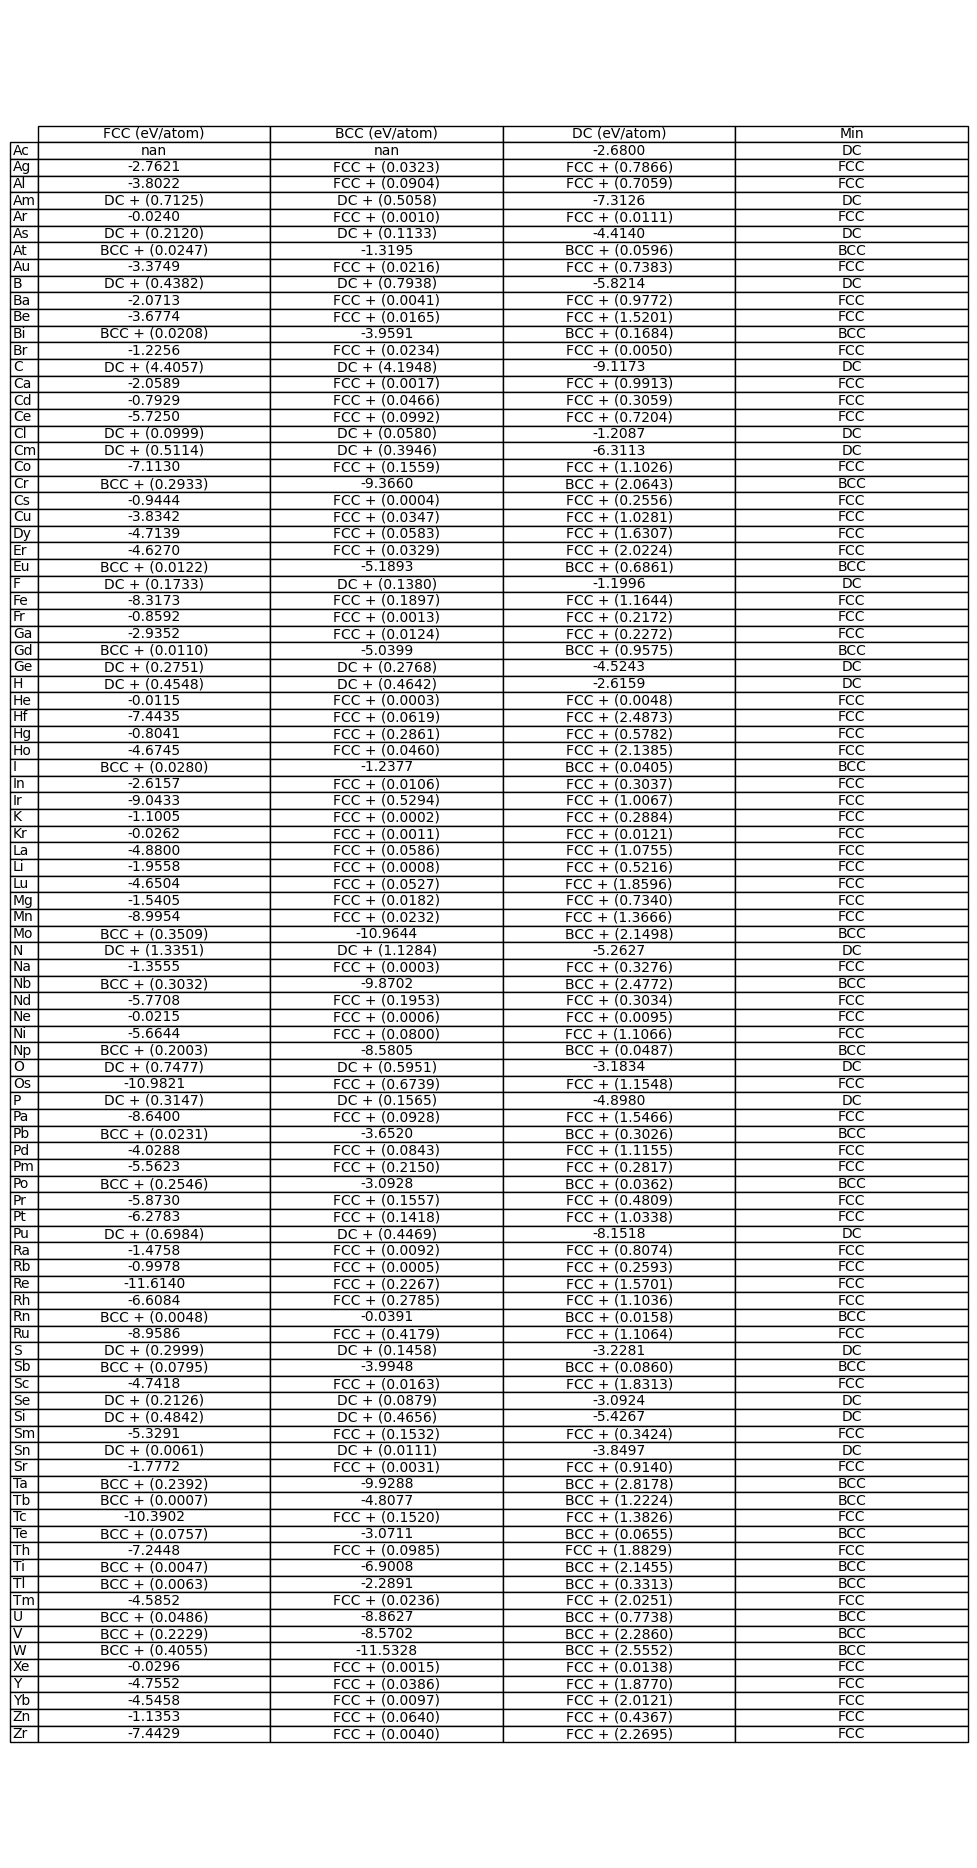 FCC (eV/atom) BCC (eV/atom) DC (eV/atom) Min
Ac nan nan -2.6800 DC
Ag -2.7621 FCC + (0.0323) FCC + (0.7866) FCC
Al -3.8022 FCC + (0.0904) FCC + (0.7059) FCC
Am DC + (0.7125) DC + (0.5058) -7.3126 DC
Ar -0.0240 FCC + (0.0010) FCC + (0.0111) FCC
As DC + (0.2120) DC + (0.1133) -4.4140 DC
At BCC + (0.0247) -1.3195 BCC + (0.0596) BCC
Au -3.3749 FCC + (0.0216) FCC + (0.7383) FCC
B DC + (0.4382) DC + (0.7938) -5.8214 DC
Ba -2.0713 FCC + (0.0041) FCC + (0.9772) FCC
Be -3.6774 FCC + (0.0165) FCC + (1.5201) FCC
Bi BCC + (0.0208) -3.9591 BCC + (0.1684) BCC
Br -1.2256 FCC + (0.0234) FCC + (0.0050) FCC
C DC + (4.4057) DC + (4.1948) -9.1173 DC
Ca -2.0589 FCC + (0.0017) FCC + (0.9913) FCC
Cd -0.7929 FCC + (0.0466) FCC + (0.3059) FCC
Ce -5.7250 FCC + (0.0992) FCC + (0.7204) FCC
Cl DC + (0.0999) DC + (0.0580) -1.2087 DC
Cm DC + (0.5114) DC + (0.3946) -6.3113 DC
Co -7.1130 FCC + (0.1559) FCC + (1.1026) FCC
Cr BCC + (0.2933) -9.3660 BCC + (2.0643) BCC
Cs -0.9444 FCC + (0.0004) FCC + (0.2556) FCC
Cu -3.8342 FCC + (0.0347) FCC + (1.0281) FCC
Dy -4.7139 FCC + (0.0583) FCC + (1.6307) FCC
Er -4.6270 FCC + (0.0329) FCC + (2.0224) FCC
Eu BCC + (0.0122) -5.1893 BCC + (0.6861) BCC
F DC + (0.1733) DC + (0.1380) -1.1996 DC
Fe -8.3173 FCC + (0.1897) FCC + (1.1644) FCC
Fr -0.8592 FCC + (0.0013) FCC + (0.2172) FCC
Ga -2.9352 FCC + (0.0124) FCC + (0.2272) FCC
Gd BCC + (0.0110) -5.0399 BCC + (0.9575) BCC
Ge DC + (0.2751) DC + (0.2768) -4.5243 DC
H DC + (0.4548) DC + (0.4642) -2.6159 DC
He -0.0115 FCC + (0.0003) FCC + (0.0048) FCC
Hf -7.4435 FCC + (0.0619) FCC + (2.4873) FCC
Hg -0.8041 FCC + (0.2861) FCC + (0.5782) FCC
Ho -4.6745 FCC + (0.0460) FCC + (2.1385) FCC
I BCC + (0.0280) -1.2377 BCC + (0.0405) BCC
In -2.6157 FCC + (0.0106) FCC + (0.3037) FCC
Ir -9.0433 FCC + (0.5294) FCC + (1.0067) FCC
K -1.1005 FCC + (0.0002) FCC + (0.2884) FCC
Kr -0.0262 FCC + (0.0011) FCC + (0.0121) FCC
La -4.8800 FCC + (0.0586) FCC + (1.0755) FCC
Li -1.9558 FCC + (0.0008) FCC + (0.5216) FCC
Lu -4.6504 FCC + (0.0527) FCC + (1.8596) FCC
Mg -1.5405 FCC + (0.0182) FCC + (0.7340) FCC
Mn -8.9954 FCC + (0.0232) FCC + (1.3666) FCC
Mo BCC + (0.3509) -10.9644 BCC + (2.1498) BCC
N DC + (1.3351) DC + (1.1284) -5.2627 DC
Na -1.3555 FCC + (0.0003) FCC + (0.3276) FCC
Nb BCC + (0.3032) -9.8702 BCC + (2.4772) BCC
Nd -5.7708 FCC + (0.1953) FCC + (0.3034) FCC
Ne -0.0215 FCC + (0.0006) FCC + (0.0095) FCC
Ni -5.6644 FCC + (0.0800) FCC + (1.1066) FCC
Np BCC + (0.2003) -8.5805 BCC + (0.0487) BCC
O DC + (0.7477) DC + (0.5951) -3.1834 DC
Os -10.9821 FCC + (0.6739) FCC + (1.1548) FCC
P DC + (0.3147) DC + (0.1565) -4.8980 DC
Pa -8.6400 FCC + (0.0928) FCC + (1.5466) FCC
Pb BCC + (0.0231) -3.6520 BCC + (0.3026) BCC
Pd -4.0288 FCC + (0.0843) FCC + (1.1155) FCC
Pm -5.5623 FCC + (0.2150) FCC + (0.2817) FCC
Po BCC + (0.2546) -3.0928 BCC + (0.0362) BCC
Pr -5.8730 FCC + (0.1557) FCC + (0.4809) FCC
Pt -6.2783 FCC + (0.1418) FCC + (1.0338) FCC
Pu DC + (0.6984) DC + (0.4469) -8.1518 DC
Ra -1.4758 FCC + (0.0092) FCC + (0.8074) FCC
Rb -0.9978 FCC + (0.0005) FCC + (0.2593) FCC
Re -11.6140 FCC + (0.2267) FCC + (1.5701) FCC
Rh -6.6084 FCC + (0.2785) FCC + (1.1036) FCC
Rn BCC + (0.0048) -0.0391 BCC + (0.0158) BCC
Ru -8.9586 FCC + (0.4179) FCC + (1.1064) FCC
S DC + (0.2999) DC + (0.1458) -3.2281 DC
Sb BCC + (0.0795) -3.9948 BCC + (0.0860) BCC
Sc -4.7418 FCC + (0.0163) FCC + (1.8313) FCC
Se DC + (0.2126) DC + (0.0879) -3.0924 DC
Si DC + (0.4842) DC + (0.4656) -5.4267 DC
Sm -5.3291 FCC + (0.1532) FCC + (0.3424) FCC
Sn DC + (0.0061) DC + (0.0111) -3.8497 DC
Sr -1.7772 FCC + (0.0031) FCC + (0.9140) FCC
Ta BCC + (0.2392) -9.9288 BCC + (2.8178) BCC
Tb BCC + (0.0007) -4.8077 BCC + (1.2224) BCC
Tc -10.3902 FCC + (0.1520) FCC + (1.3826) FCC
Te BCC + (0.0757) -3.0711 BCC + (0.0655) BCC
Th -7.2448 FCC + (0.0985) FCC + (1.8829) FCC
Ti BCC + (0.0047) -6.9008 BCC + (2.1455) BCC
Tl BCC + (0.0063) -2.2891 BCC + (0.3313) BCC
Tm -4.5852 FCC + (0.0236) FCC + (2.0251) FCC
U BCC + (0.0486) -8.8627 BCC + (0.7738) BCC
V BCC + (0.2229) -8.5702 BCC + (2.2860) BCC
W BCC + (0.4055) -11.5328 BCC + (2.5552) BCC
Xe -0.0296 FCC + (0.0015) FCC + (0.0138) FCC
Y -4.7552 FCC + (0.0386) FCC + (1.8770) FCC
Yb -4.5458 FCC + (0.0097) FCC + (2.0121) FCC
Zn -1.1353 FCC + (0.0640) FCC + (0.4367) FCC
Zr -7.4429 FCC + (0.0040) FCC + (2.2695) FCC